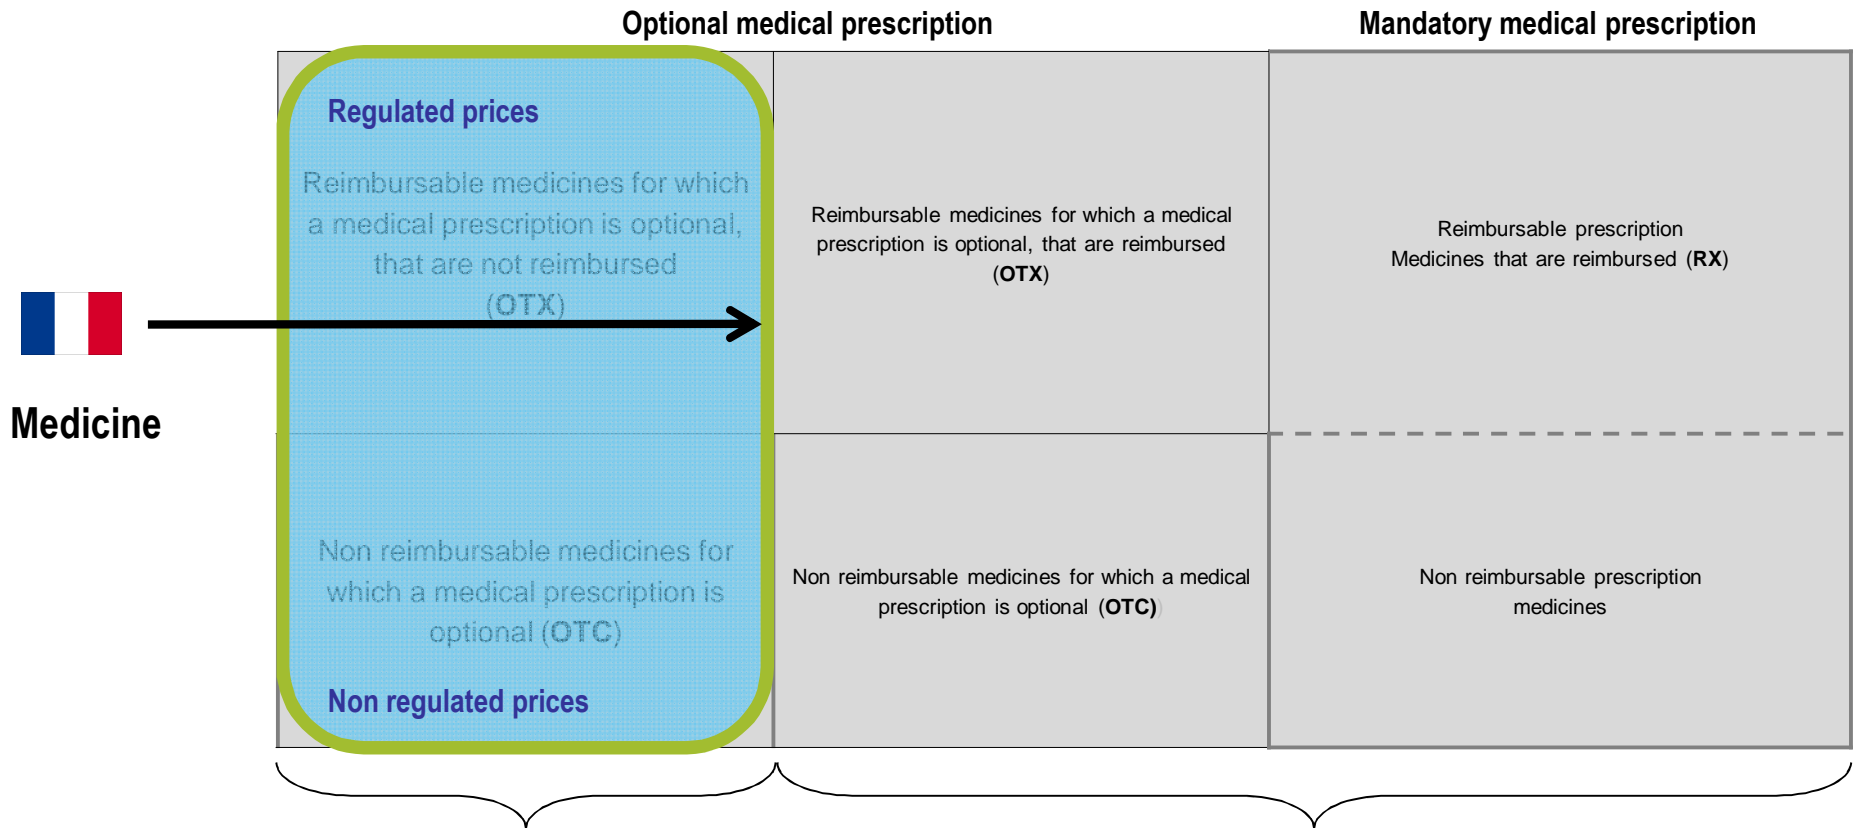 Optional medical prescription
Mandatory medical prescription
Regulated prices
Reimbursable medicines for which
a medical prescription is optional,
that are not reimbursed
(OTX)
Reimbursable medicines for which a medical
prescription is optional, that are reimbursed
(OTX)
Reimbursable prescription
Medicines that are reimbursed (RX)
Medicine
Non reimbursable medicines for
which a medical prescription is
optional (OTC)
Non regulated prices
Non reimbursable medicines for which a medical
prescription is optional (OTC))
Non reimbursable prescription
medicines